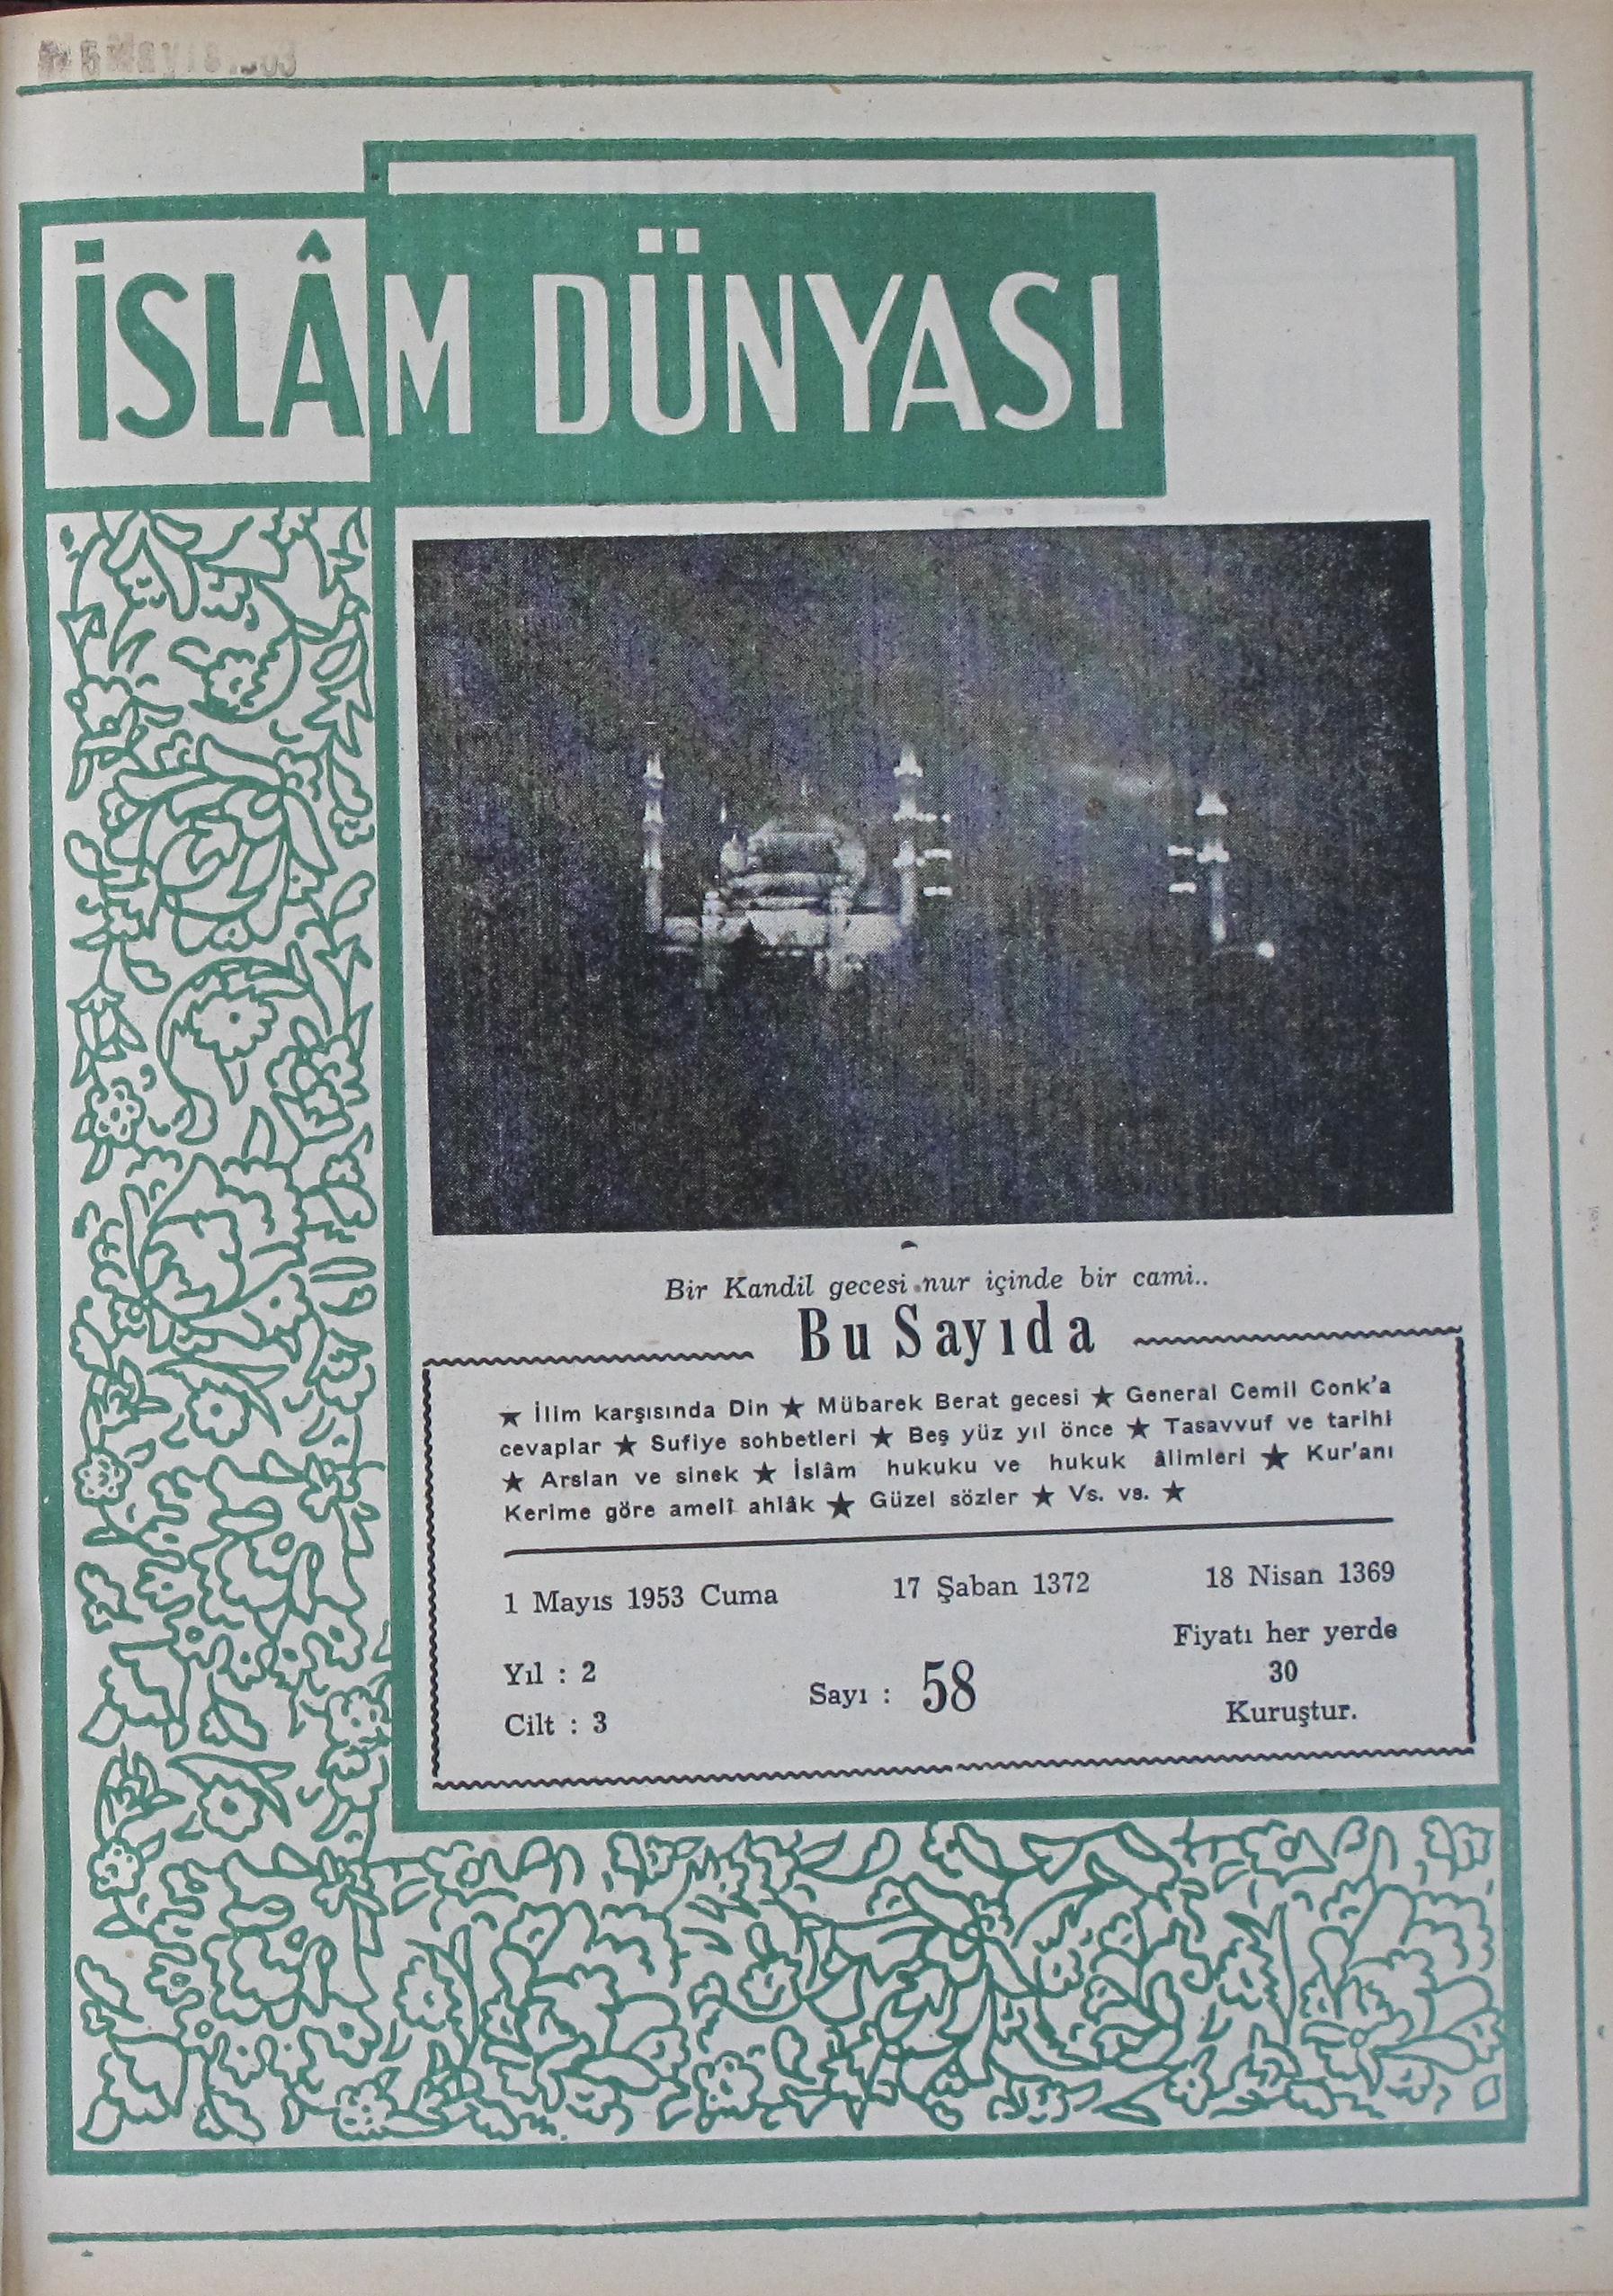 İSLÂM DÜNYASI
Bir Kandil gecesi nur içinde bir cami..
Bu Sayıda
★ İlim karşısında Din ★ Mübarek Berat gecesi ★ General Cemil Conk'a
cevaplar ★ Sufiye sohbetleri ★ Beş yüz yıl önce ★ Tasavvuf ve tarihi
★ Arslan ve sinek ★ İslâm hukuku ve hukuk âlimleri ★ Kur'anı
Kerime göre amelî ahlâk ★ Güzel sözler ★ Vs. vs. ★
1 Mayıs 1953 Cuma 17 Şaban 1372 18 Nisan 1369
Yıl : 2
Cilt : 3
Sayı : 58
Fiyatı her yerde
30
Kuruştur.